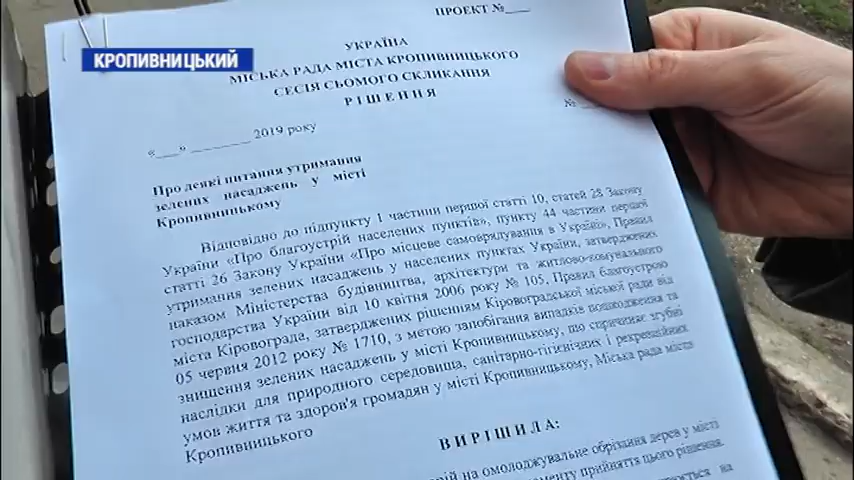 ПРОЕКТ №____
КРОПИВНИЦЬКИЙ
УКРАЇНА
МІСЬКА РАДА МІСТА КРОПИВНИЦЬКОГО
СЕСІЯ СЬОМОГО СКЛИКАННЯ
РІШЕННЯ
«___» ________ 2019 року №
Про деякі питання утримання
зелених насаджень у місті
Кропивницькому
Відповідно до підпункту 1 частини першої статті 10, статей 28 Закону
України «Про благоустрій населених пунктів», пункту 44 частини першої
статті 26 Закону України «Про місцеве самоврядування в Україні», Правил
утримання зелених насаджень у населених пунктах України, затверджених
наказом Міністерства будівництва, архітектури та житлово-комунального
господарства України від 10 квітня 2006 року № 105, Правил благоустрою
міста Кіровограда, затверджених рішенням Кіровоградської міської ради від
05 червня 2012 року № 1710, з метою запобігання випадків пошкодження та
знищення зелених насаджень у місті Кропивницькому, що спричиняє згубні
наслідки для природного середовища, санітарно-гігієнічних і рекреаційних
умов життя та здоров'я громадян у місті Кропивницькому, Міська рада міста
Кропивницького
ВИРІШИЛА:
на омолоджувальне обрізання дерев у місті
прийняття цього рішення
на